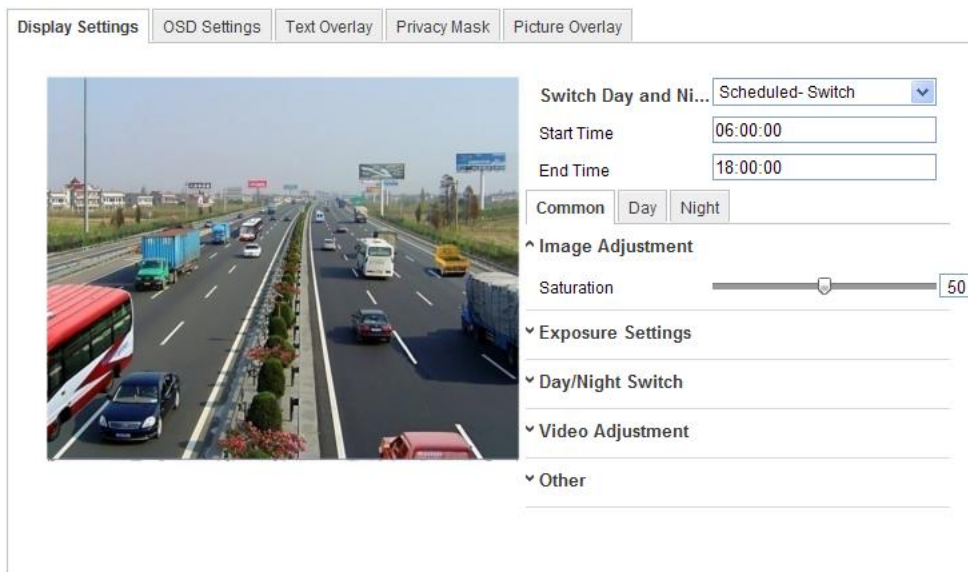 Display Settings
OSD Settings
Text Overlay
Privacy Mask
Picture Overlay
Switch Day and Ni...
Scheduled- Switch
Start Time
06:00:00
End Time
18:00:00
Common
Day
Night
Image Adjustment
Saturation
50
Exposure Settings
Day/Night Switch
Video Adjustment
Other